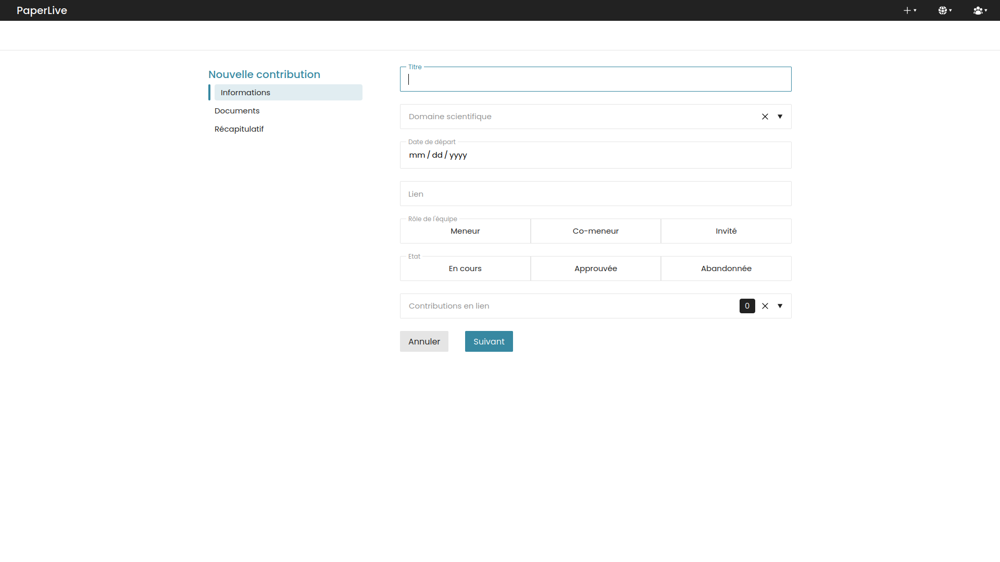 PaperLive
Nouvelle contribution
Informations
Documents
Récapitulatif
Titre
Domaine scientifique
Date de départ
mm / dd / yyyy
Lien
Rôle de l'équipe
Meneur Co-meneur Invité
Etat
En cours Approuvée Abandonnée
Contributions en lien 0
Annuler Suivant